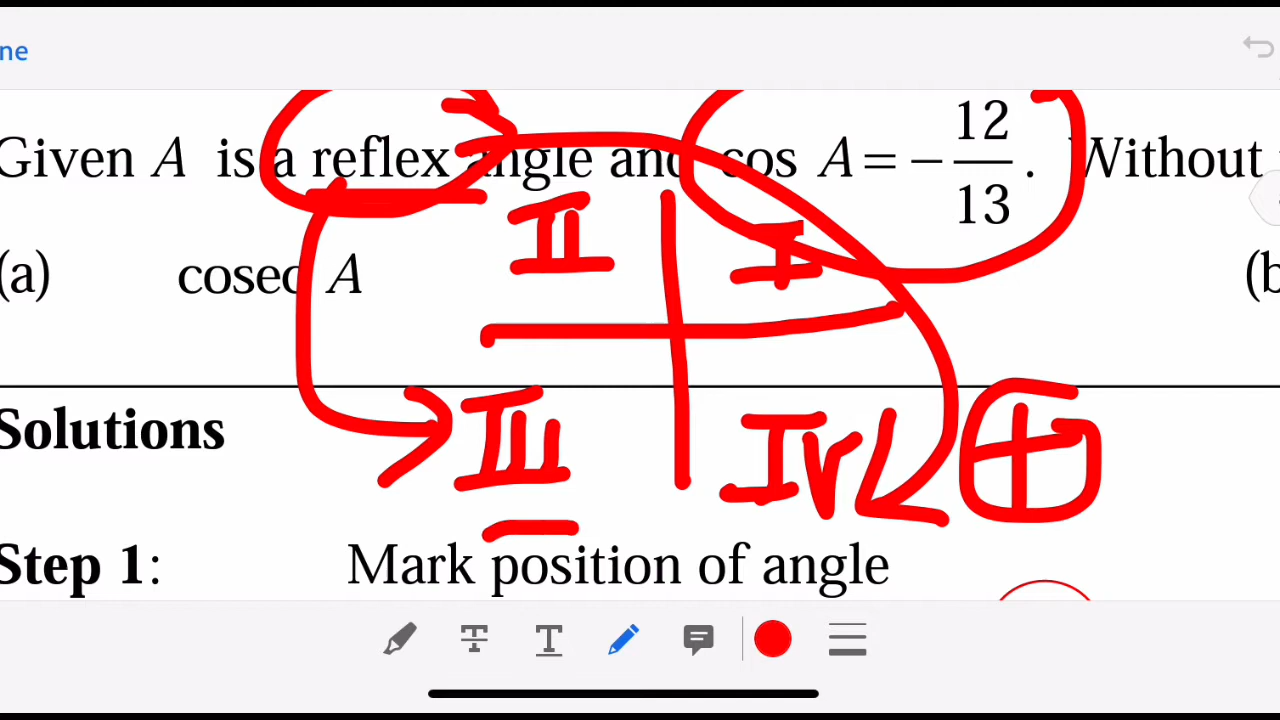 ne
Given A is a reflex angle and cos A = − 12/13 . Without
(a) cosec A (b
II I
III IV +
Solutions
Step 1: Mark position of angle